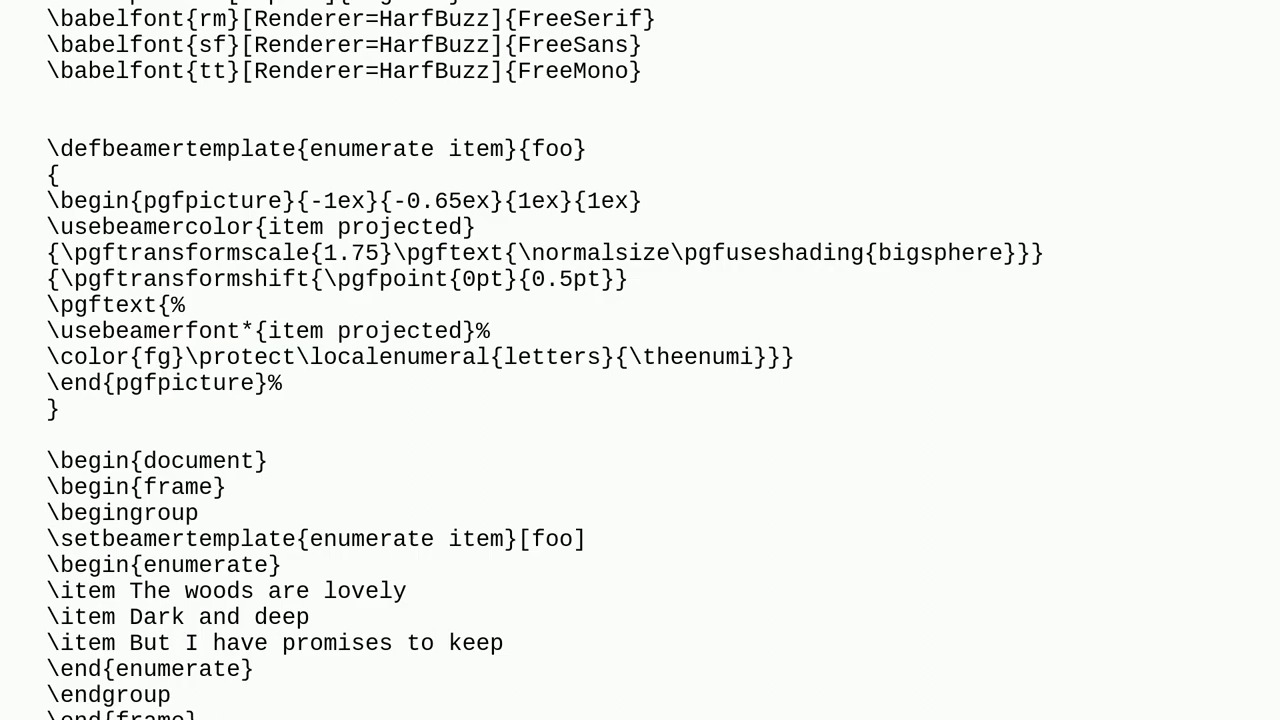 \babelfont{rm}[Renderer=HarfBuzz]{FreeSerif}
\babelfont{sf}[Renderer=HarfBuzz]{FreeSans}
\babelfont{tt}[Renderer=HarfBuzz]{FreeMono}
\defbeamertemplate{enumerate item}{foo}
{
\begin{pgfpicture}{-1ex}{-0.65ex}{1ex}{1ex}
\usebeamercolor{item projected}
{\pgftransformscale{1.75}\pgftext{\normalsize\pgfuseshading{bigsphere}}}
{\pgftransformshift{\pgfpoint{0pt}{0.5pt}}
\pgftext{%
\usebeamerfont*{item projected}%
\color{fg}\protect\localenumeral{letters}{\theenumi}}}
\end{pgfpicture}%
}
\begin{document}
\begin{frame}
\begingroup
\setbeamertemplate{enumerate item}[foo]
\begin{enumerate}
\item The woods are lovely
\item Dark and deep
\item But I have promises to keep
\end{enumerate}
\endgroup
\end{frame}